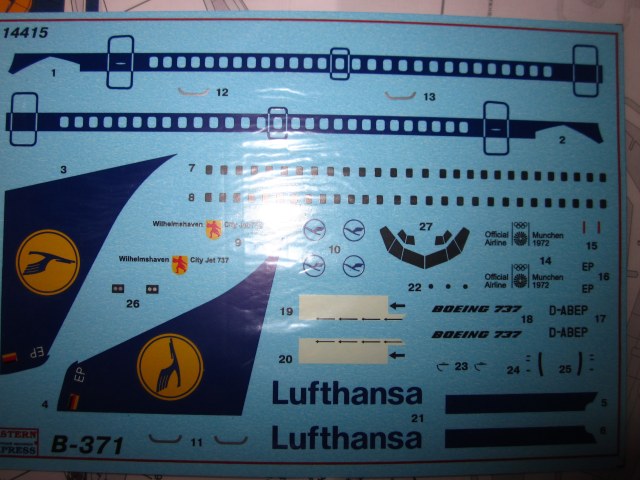 14415
1
12
13
2
3
7
8
Wilhelmshaven City Jet 737
9
10
27
Official Airline Munchen 1972
15
Wilhelmshaven City Jet 737
14
Official Airline Munchen 1972
EP
16
EP
22
26
19
BOEING 737 18 D-ABEP 17
BOEING 737 D-ABEP
20
EP
EP
23 24 25
4
Lufthansa
5
21
B-371 11 Lufthansa
6